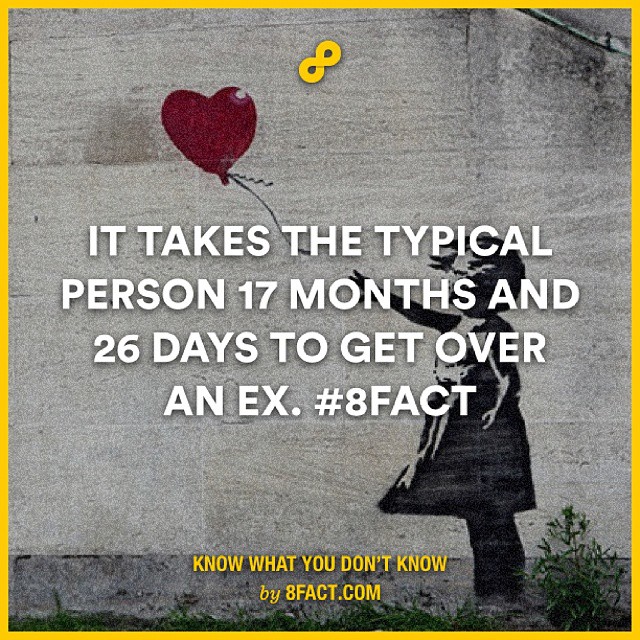 IT TAKES THE TYPICAL
PERSON 17 MONTHS AND
26 DAYS TO GET OVER
AN EX. #8FACT
KNOW WHAT YOU DON'T KNOW
by 8FACT.COM